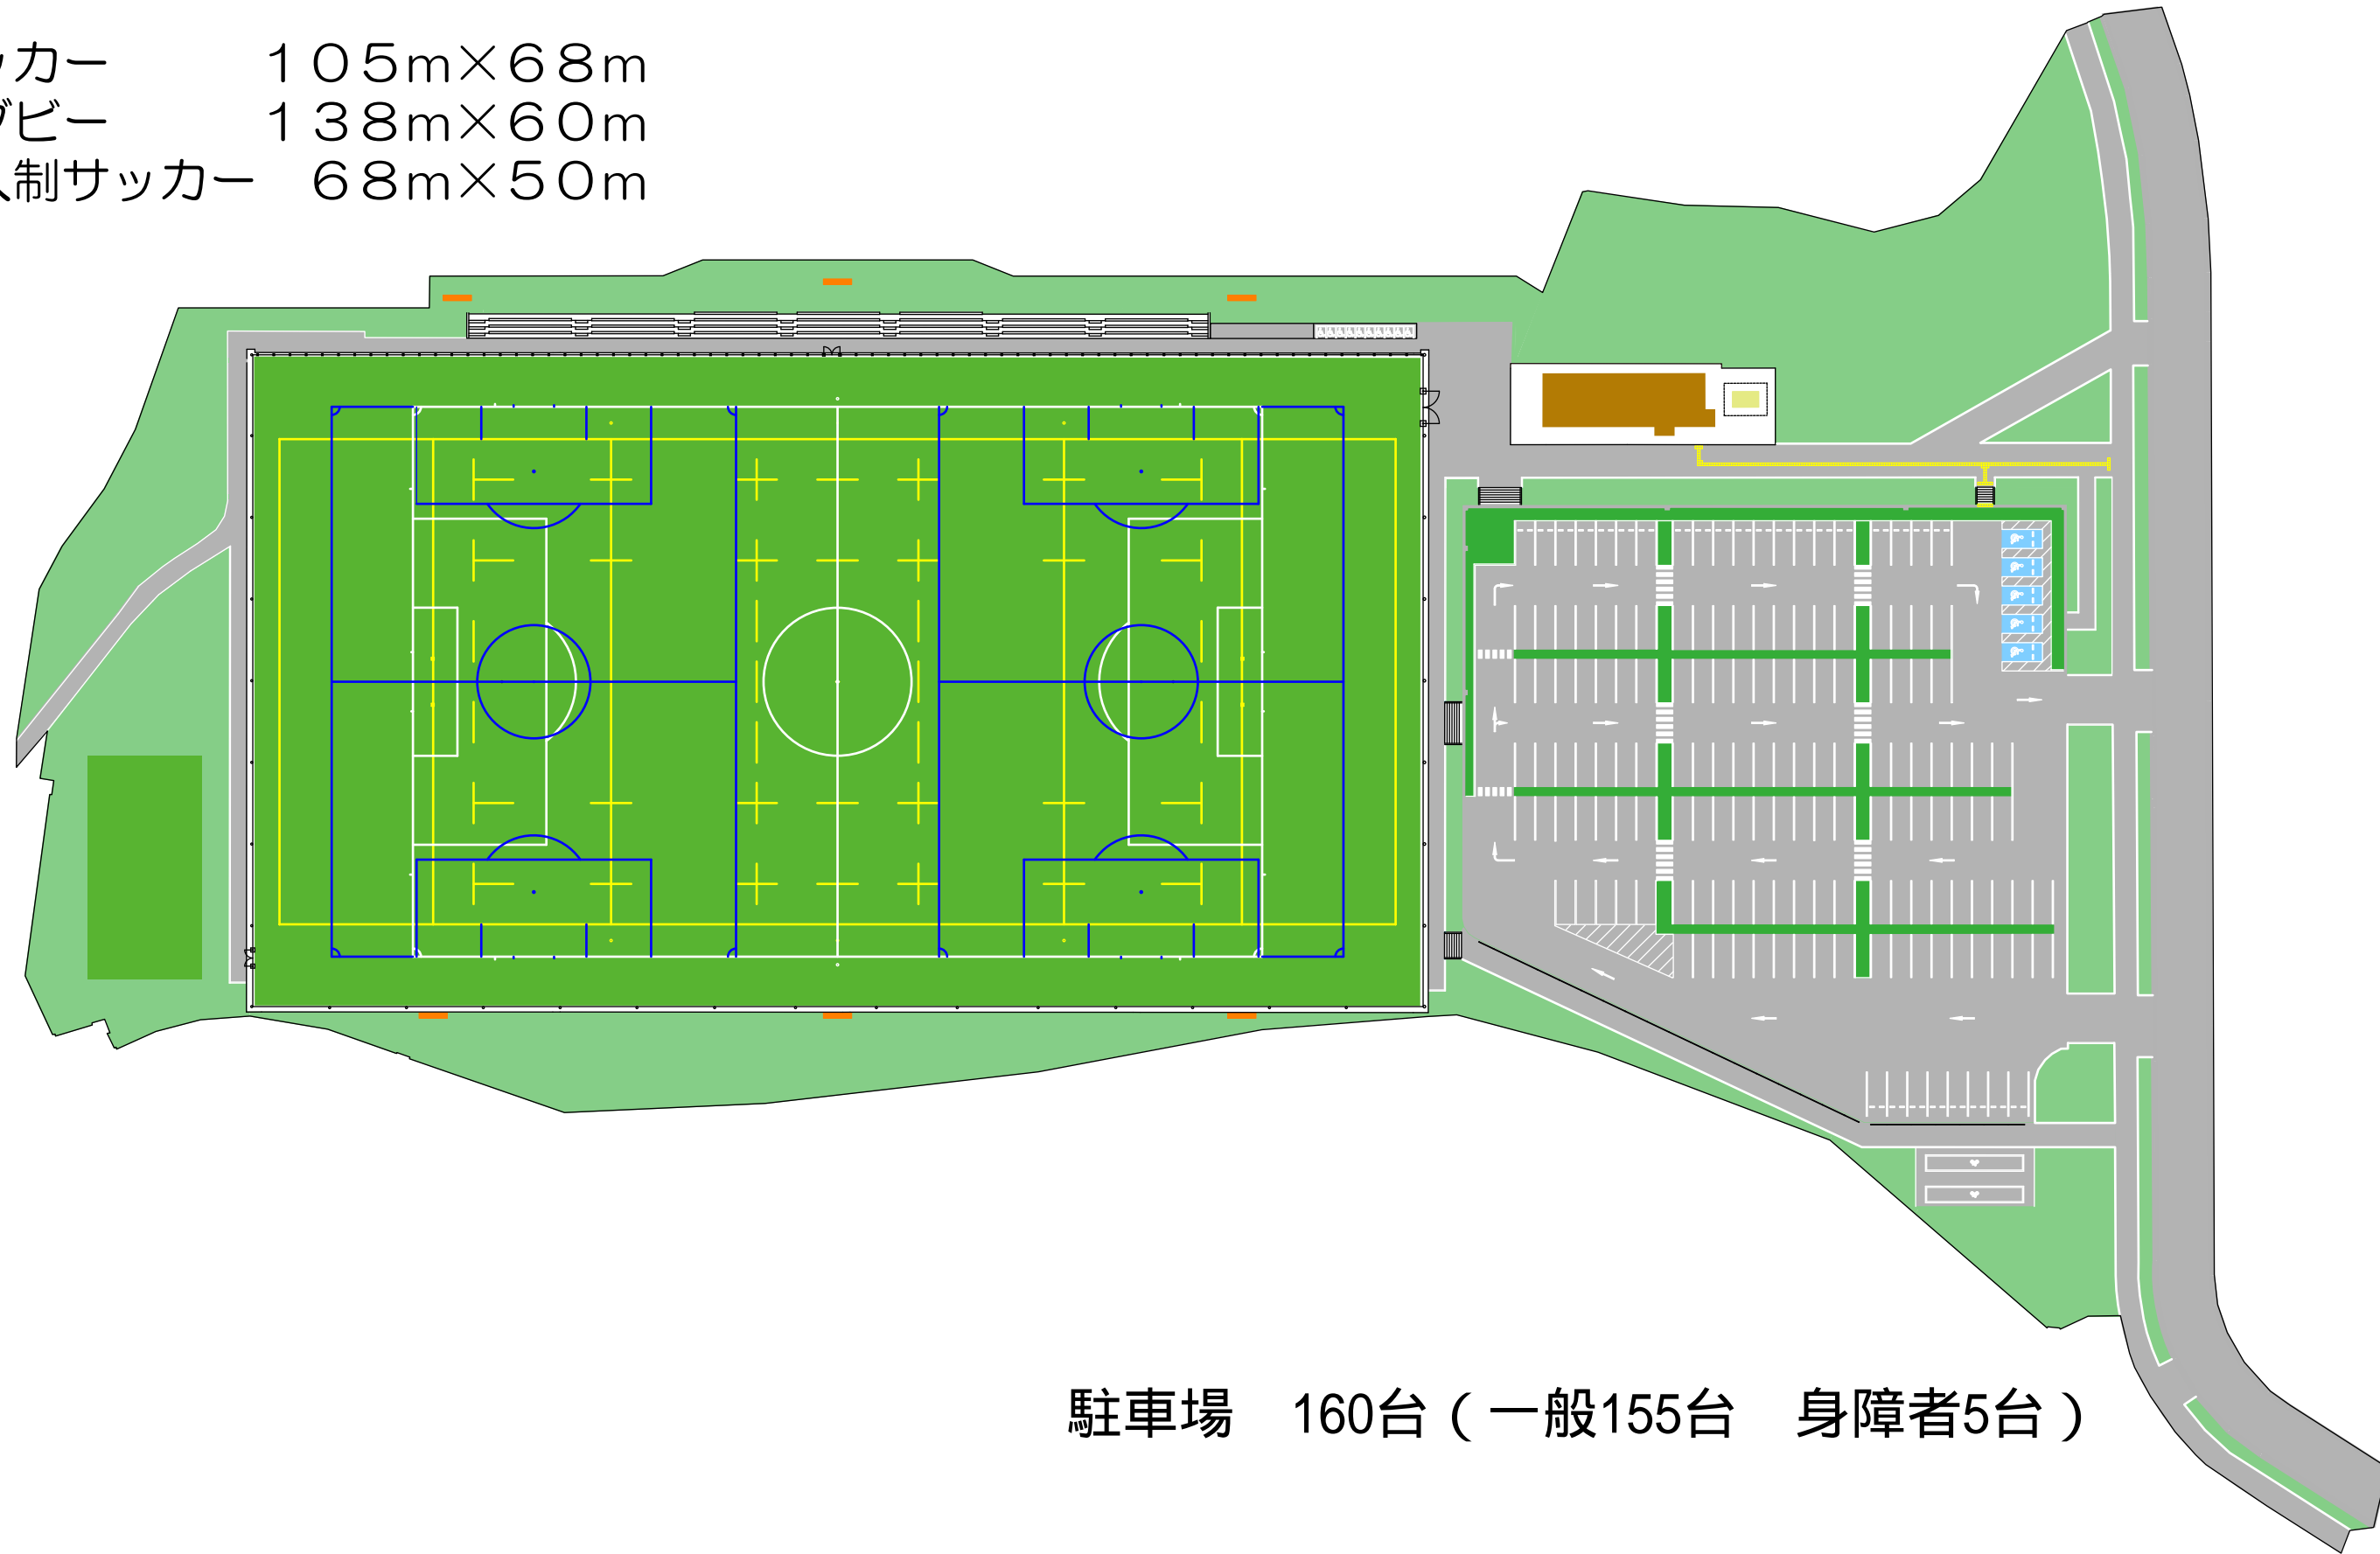 ッカー　　　１０５ｍ×６８ｍ
グビー　　　１３８ｍ×６０ｍ
人制サッカー　６８ｍ×５０ｍ
駐車場　160台（一般155台　身障者5台）